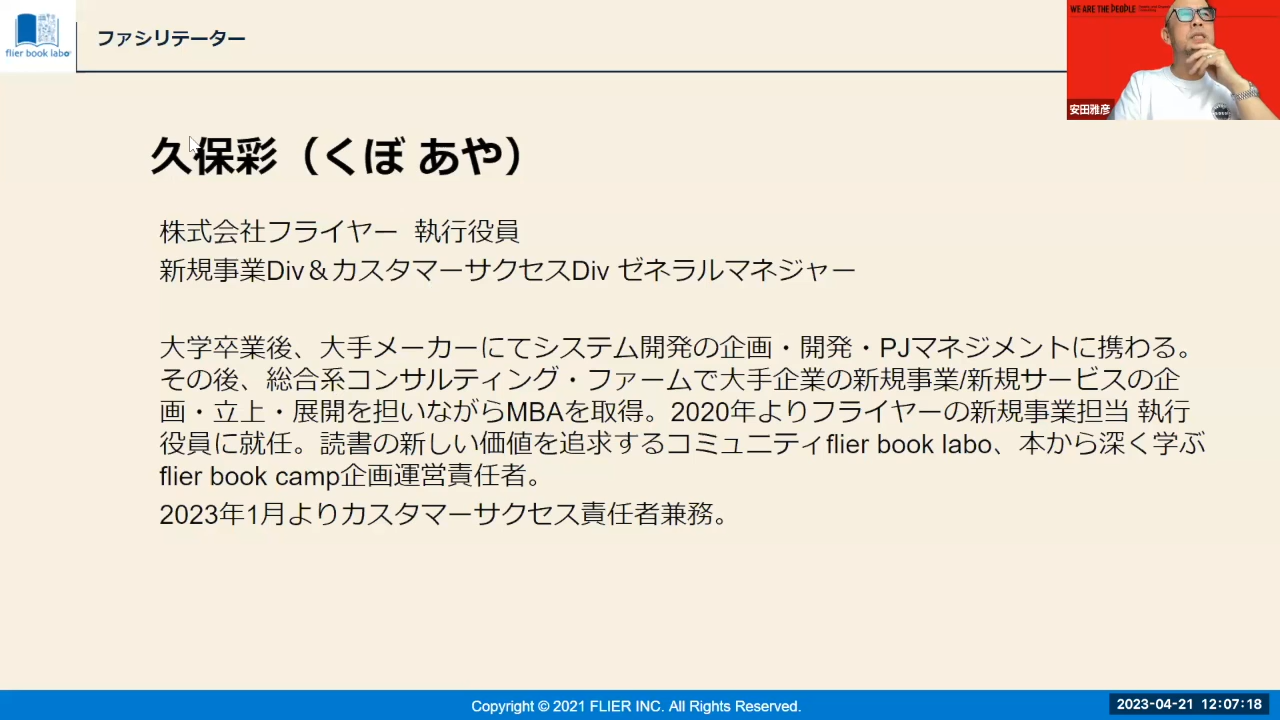 flier book labo
ファシリテーター
WE ARE THE PEOPLE
安田雅彦
久保彩（くぼ あや）
株式会社フライヤー 執行役員
新規事業Div＆カスタマーサクセスDiv ゼネラルマネジャー
大学卒業後、大手メーカーにてシステム開発の企画・開発・PJマネジメントに携わる。
その後、総合系コンサルティング・ファームで大手企業の新規事業/新規サービスの企
画・立上・展開を担いながらMBAを取得。2020年よりフライヤーの新規事業担当 執行
役員に就任。読書の新しい価値を追求するコミュニティflier book labo、本から深く学ぶ
flier book camp企画運営責任者。
2023年1月よりカスタマーサクセス責任者兼務。
Copyright © 2021 FLIER INC. All Rights Reserved.
2023-04-21 12:07:18